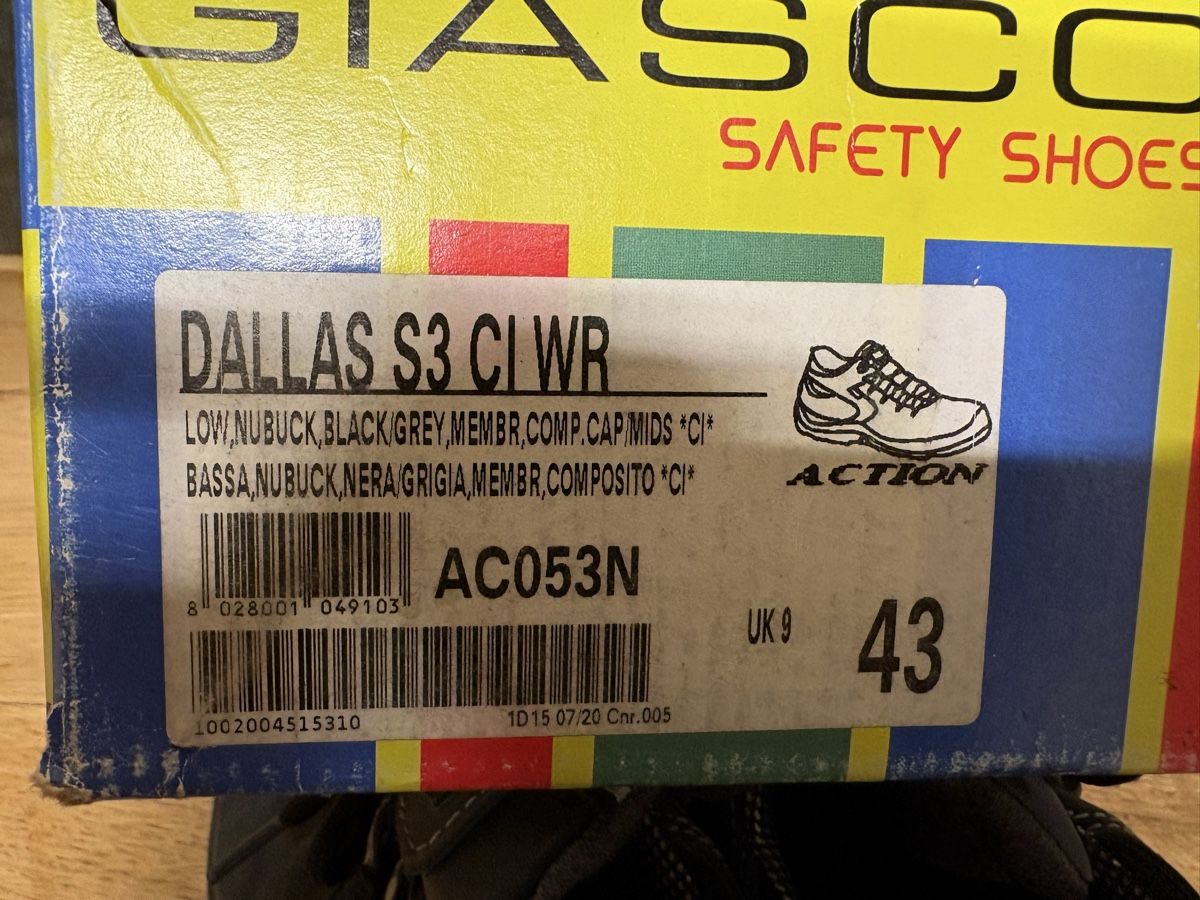 GIASCO
SAFETY SHOES
DALLAS S3 CI WR
LOW,NUBUCK,BLACK/GREY,MEMBR,COMP.CAP/MIDS *CI*
BASSA,NUBUCK,NERA/GRIGIA,MEMBR,COMPOSITO *CI*
ACTION
8 028001 049103
AC053N
UK 9
43
1002004515310
1D15 07/20 Cnr.005